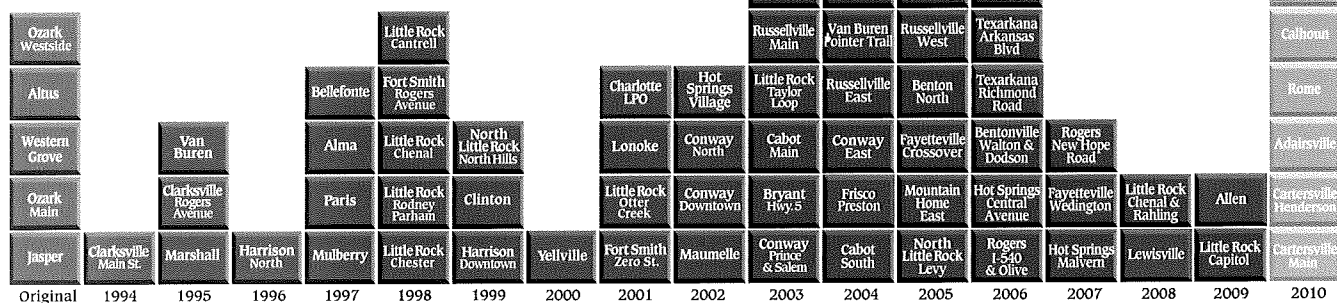 Ozark
Westside
Little Rock
Cantrell
Russellville
Main
Van Buren
Pointer Trail
Russellville
West
Texarkana
Arkansas
Blvd
Calhoun
Altus
Bellefonte
Fort Smith
Rogers
Avenue
Charlotte
LPO
Hot
Springs
Village
Little Rock
Taylor
Loop
Russellville
East
Benton
North
Texarkana
Richmond
Road
Rome
Western
Grove
Van
Buren
Alma
Little Rock
Chenal
North
Little Rock
North Hills
Lonoke
Conway
North
Cabot
Main
Conway
East
Fayetteville
Crossover
Bentonville
Walton &
Dodson
Rogers
New Hope
Road
Adairsville
Ozark
Main
Clarksville
Rogers
Avenue
Paris
Little Rock
Rodney
Parham
Clinton
Little Rock
Otter
Creek
Conway
Downtown
Bryant
Hwy.5
Frisco
Preston
Mountain
Home
East
Hot Springs
Central
Avenue
Fayetteville
Wedington
Little Rock
Chenal &
Rahling
Allen
Cartersville
Henderson
Jasper
Clarksville
Main St.
Marshall
Harrison
North
Mulberry
Little Rock
Chester
Harrison
Downtown
Yellville
Fort Smith
Zero St.
Maumelle
Conway
Prince
& Salem
Cabot
South
North
Little Rock
Levy
Rogers
I-540
& Olive
Hot Springs
Malvern
Lewisville
Little Rock
Capitol
Cartersville
Main
Original 1994 1995 1996 1997 1998 1999 2000 2001 2002 2003 2004 2005 2006 2007 2008 2009 2010